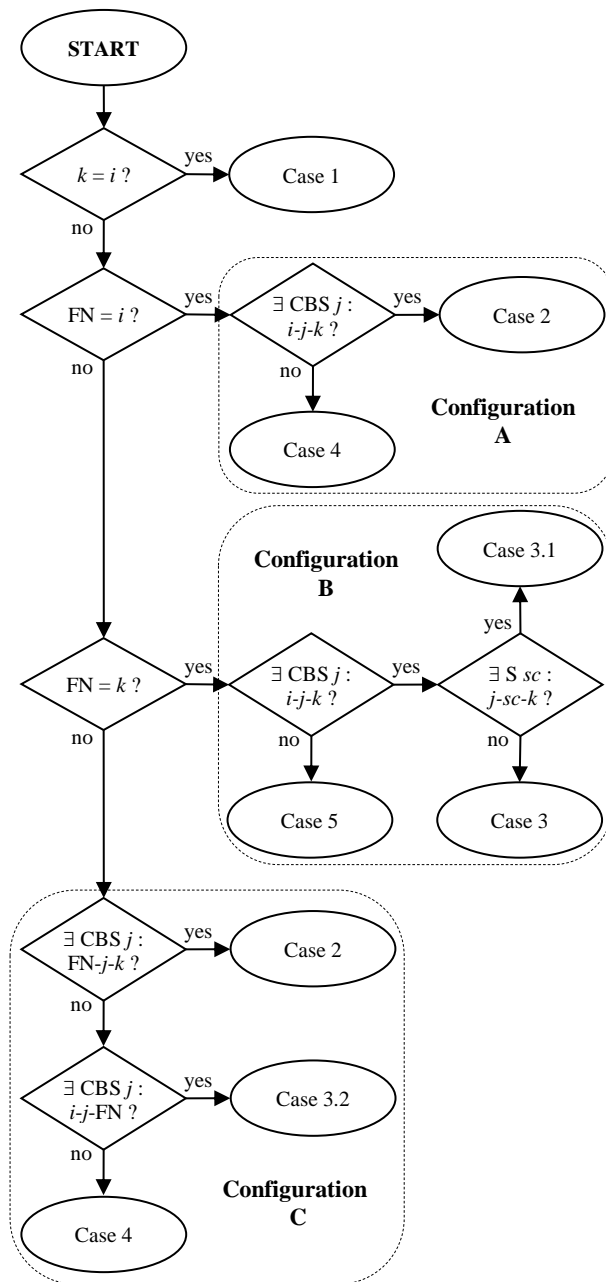 START
k = i ?
yes
Case 1
no
FN = i ?
yes
∃ CBS j :
i-j-k ?
yes
Case 2
no
no
Configuration
A
Case 4
Configuration
B
Case 3.1
yes
FN = k ?
yes
∃ CBS j :
i-j-k ?
yes
∃ S sc :
j-sc-k ?
no
no
no
Case 5
Case 3
∃ CBS j :
FN-j-k ?
yes
Case 2
no
∃ CBS j :
i-j-FN ?
yes
Case 3.2
no
Configuration
C
Case 4